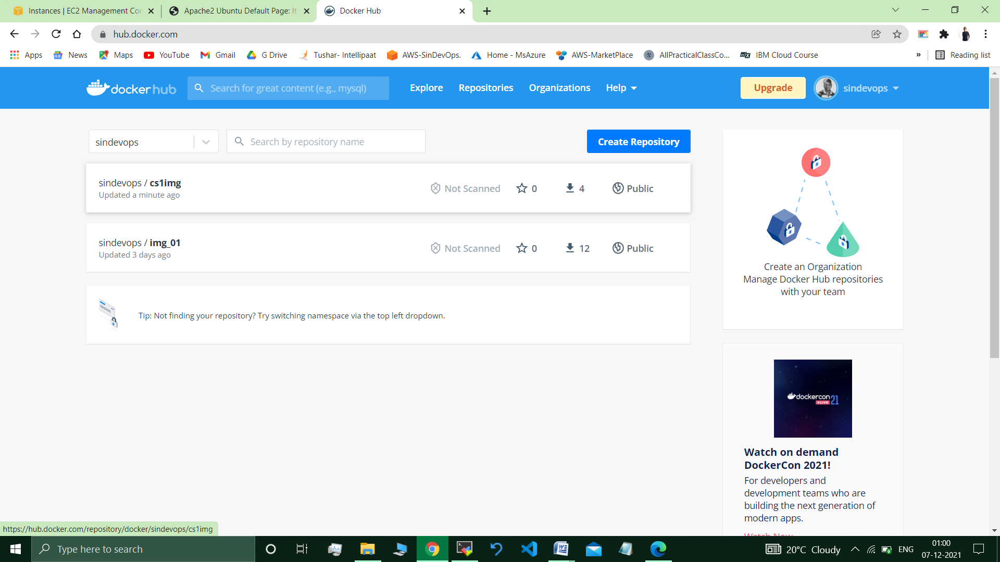 Instances | EC2 Management Con
Apache2 Ubuntu Default Page: It
Docker Hub
hub.docker.com
Apps
News
Maps
YouTube
Gmail
G Drive
Tushar- Intellipaat
AWS-SinDevOps.
Home - MsAzure
AWS-MarketPlace
AllPracticalClassCo...
edX
IBM Cloud Course
»
Reading list
docker hub
Search for great content (e.g., mysql)
Explore
Repositories
Organizations
Help
Upgrade
sindevops
sindevops
Search by repository name
Create Repository
sindevops / cs1img
Updated a minute ago
Not Scanned
0
4
Public
sindevops / img_01
Updated 3 days ago
Not Scanned
0
12
Public
Tip: Not finding your repository? Try switching namespace via the top left dropdown.
Create an Organization
Manage Docker Hub repositories
with your team
dockercon
LIVE 21
Watch on demand
DockerCon 2021!
For developers and
development teams who are
building the next generation of
modern apps.
Watch Now
https://hub.docker.com/repository/docker/sindevops/cs1img
Type here to search
20°C Cloudy
ENG
01:00
07-12-2021